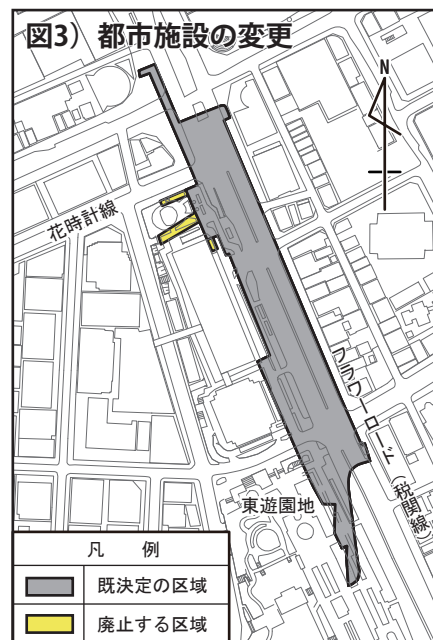 図3）都市施設の変更
N
花時計線
フラワーロード（税関線
東遊園地
凡　例
既決定の区域
廃止する区域